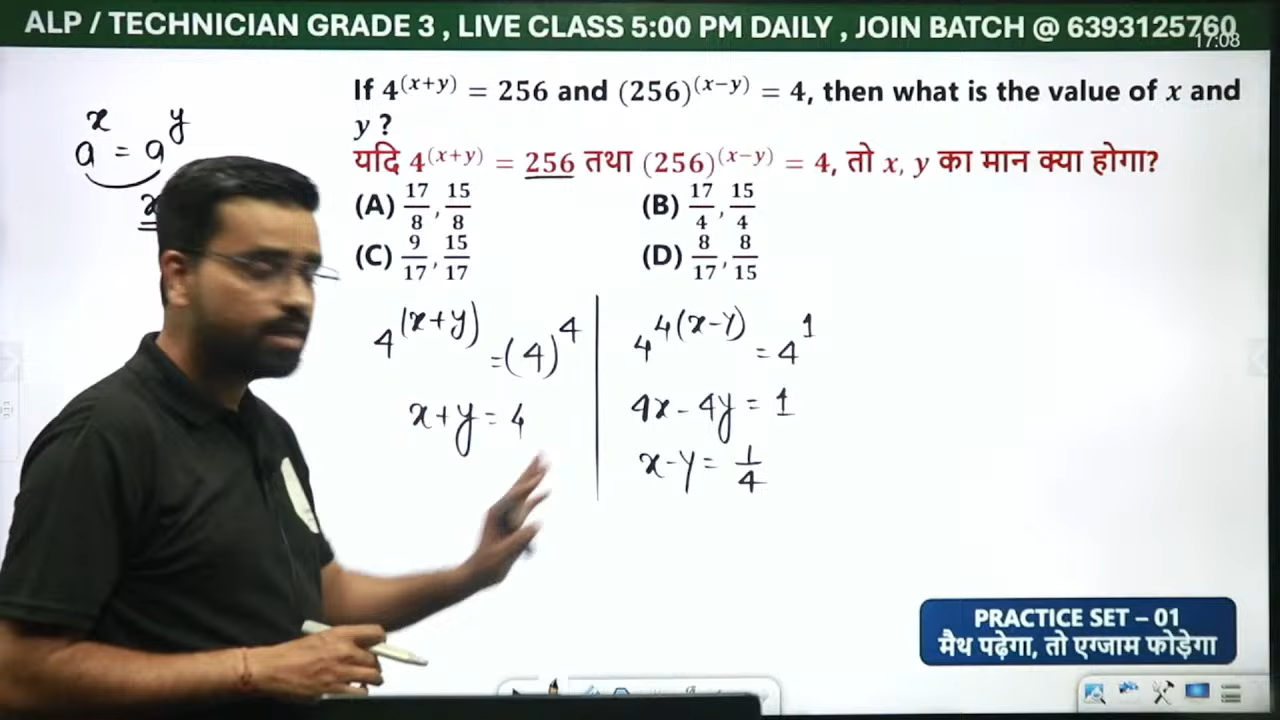 ALP / TECHNICIAN GRADE 3 , LIVE CLASS 5:00 PM DAILY , JOIN BATCH @ 6393125760
17:08
If 4^(x+y) = 256 and (256)^(x−y) = 4, then what is the value of x and
y ?
यदि 4^(x+y) = 256 तथा (256)^(x−y) = 4, तो x, y का मान क्या होगा?
(A) 17/8, 15/8 (B) 17/4, 15/4
(C) 9/17, 15/17 (D) 8/17, 8/15
a^x = a^y
4^(x+y) = (4)^4
x+y = 4
4^4(x-y) = 4^1
4x - 4y = 1
x-y = 1/4
PRACTICE SET – 01
मैथ पढ़ेगा, तो एग्जाम फोड़ेगा